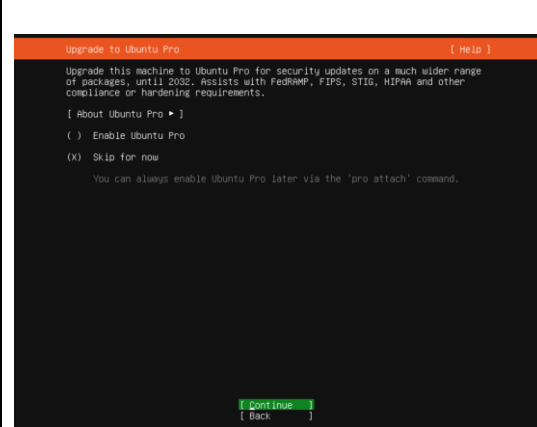 Upgrade to Ubuntu Pro [ Help ]
Upgrade this machine to Ubuntu Pro for security updates on a much wider range
of packages, until 2032. Assists with FedRAMP, FIPS, STIG, HIPAA and other
compliance or hardening requirements.
[ About Ubuntu Pro ▸ ]
( ) Enable Ubuntu Pro
(X) Skip for now
You can always enable Ubuntu Pro later via the 'pro attach' command.
[ Continue ]
[ Back ]